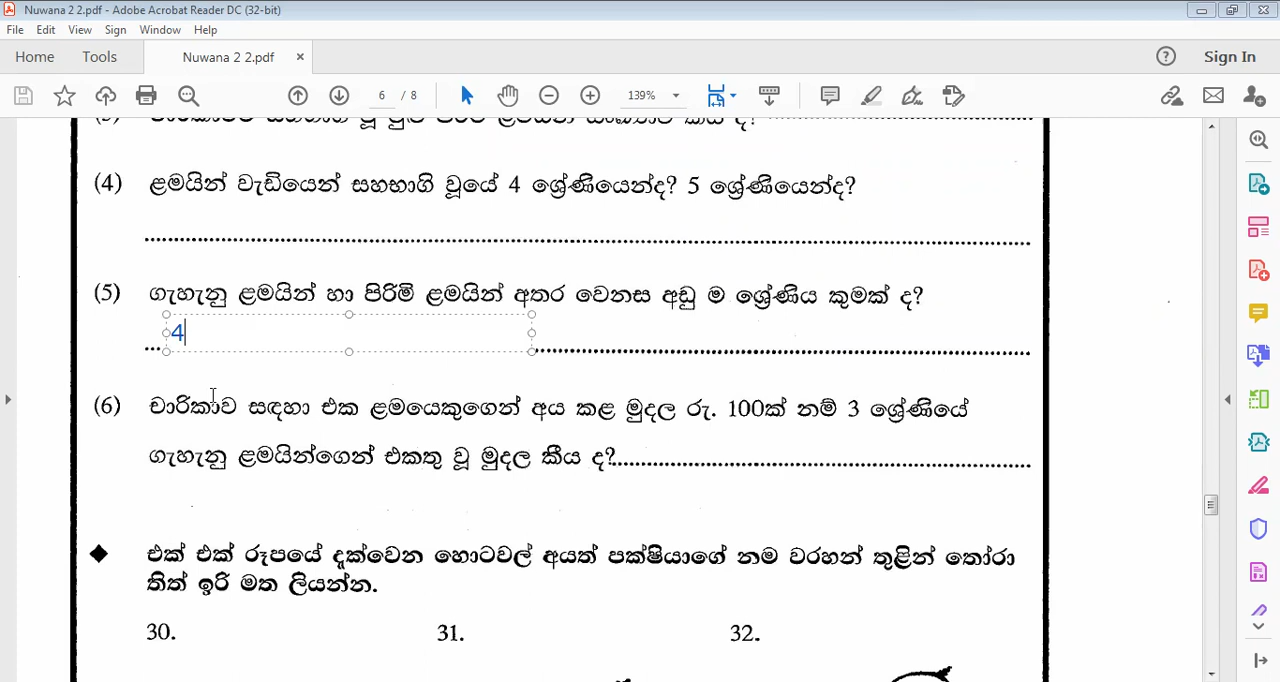 Nuwana 2 2.pdf - Adobe Acrobat Reader DC (32-bit)
File Edit View Sign Window Help
Home Tools Nuwana 2 2.pdf × Sign In
6 / 8 139%
(4) ළමයින් වැඩියෙන් සහභාගි වූයේ 4 ශ්‍රේණියෙන්ද? 5 ශ්‍රේණියෙන්ද?
(5) ගැහැනු ළමයින් හා පිරිමි ළමයින් අතර වෙනස අඩු ම ශ්‍රේණිය කුමක් ද?
4
(6) චාරිකාව සඳහා එක ළමයෙකුගෙන් අය කළ මුදල රු. 100ක් නම් 3 ශ්‍රේණියේ
ගැහැනු ළමයින්ගෙන් එකතු වූ මුදල කීය ද?
◆ එක් එක් රූපයේ දැක්වෙන හොටවල් අයත් පක්ෂියාගේ නම වරහන් තුළින් තෝරා
තිත් ඉරි මත ලියන්න.
30. 31. 32.